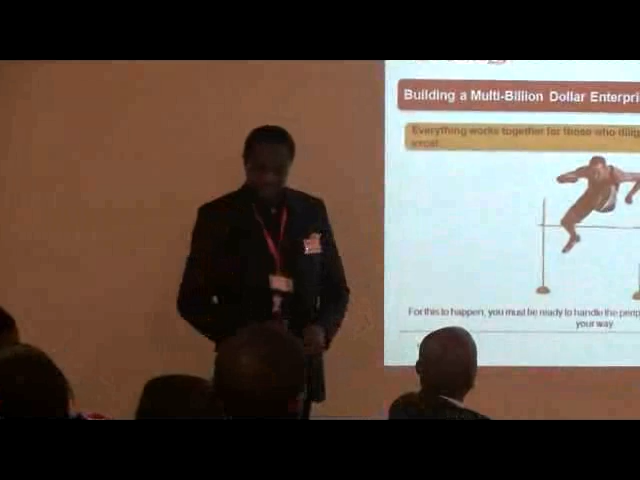 Building a Multi-Billion Dollar Enterpri
Everything works together for those who dilig
excel
For this to happen, you must be ready to handle the perip
your way